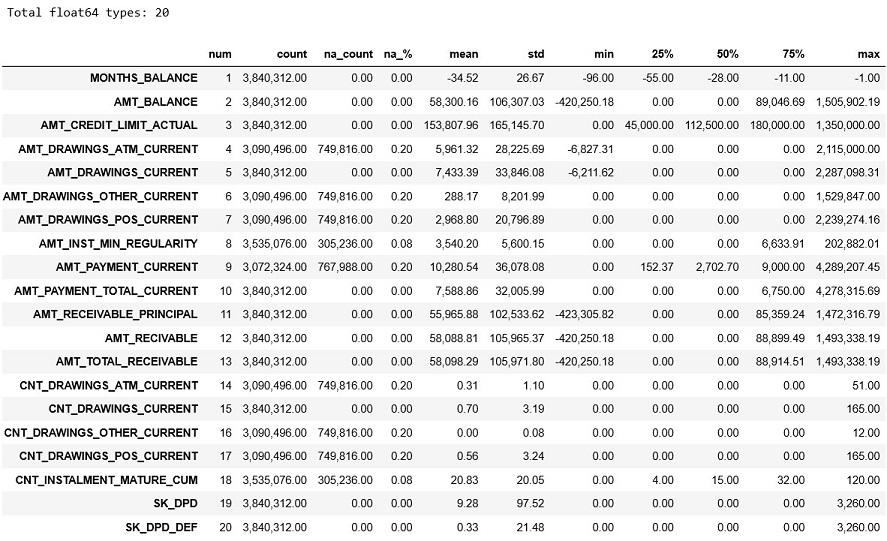 Total float64 types: 20
num count na_count na_% mean std min 25% 50% 75% max
MONTHS_BALANCE 1 3,840,312.00 0.00 0.00 -34.52 26.67 -96.00 -55.00 -28.00 -11.00 -1.00
AMT_BALANCE 2 3,840,312.00 0.00 0.00 58,300.16 106,307.03 -420,250.18 0.00 0.00 89,046.69 1,505,902.19
AMT_CREDIT_LIMIT_ACTUAL 3 3,840,312.00 0.00 0.00 153,807.96 165,145.70 0.00 45,000.00 112,500.00 180,000.00 1,350,000.00
AMT_DRAWINGS_ATM_CURRENT 4 3,090,496.00 749,816.00 0.20 5,961.32 28,225.69 -6,827.31 0.00 0.00 0.00 2,115,000.00
AMT_DRAWINGS_CURRENT 5 3,840,312.00 0.00 0.00 7,433.39 33,846.08 -6,211.62 0.00 0.00 0.00 2,287,098.31
AMT_DRAWINGS_OTHER_CURRENT 6 3,090,496.00 749,816.00 0.20 288.17 8,201.99 0.00 0.00 0.00 0.00 1,529,847.00
AMT_DRAWINGS_POS_CURRENT 7 3,090,496.00 749,816.00 0.20 2,968.80 20,796.89 0.00 0.00 0.00 0.00 2,239,274.16
AMT_INST_MIN_REGULARITY 8 3,535,076.00 305,236.00 0.08 3,540.20 5,600.15 0.00 0.00 0.00 6,633.91 202,882.01
AMT_PAYMENT_CURRENT 9 3,072,324.00 767,988.00 0.20 10,280.54 36,078.08 0.00 152.37 2,702.70 9,000.00 4,289,207.45
AMT_PAYMENT_TOTAL_CURRENT 10 3,840,312.00 0.00 0.00 7,588.86 32,005.99 0.00 0.00 0.00 6,750.00 4,278,315.69
AMT_RECEIVABLE_PRINCIPAL 11 3,840,312.00 0.00 0.00 55,965.88 102,533.62 -423,305.82 0.00 0.00 85,359.24 1,472,316.79
AMT_RECIVABLE 12 3,840,312.00 0.00 0.00 58,088.81 105,965.37 -420,250.18 0.00 0.00 88,899.49 1,493,338.19
AMT_TOTAL_RECEIVABLE 13 3,840,312.00 0.00 0.00 58,098.29 105,971.80 -420,250.18 0.00 0.00 88,914.51 1,493,338.19
CNT_DRAWINGS_ATM_CURRENT 14 3,090,496.00 749,816.00 0.20 0.31 1.10 0.00 0.00 0.00 0.00 51.00
CNT_DRAWINGS_CURRENT 15 3,840,312.00 0.00 0.00 0.70 3.19 0.00 0.00 0.00 0.00 165.00
CNT_DRAWINGS_OTHER_CURRENT 16 3,090,496.00 749,816.00 0.20 0.00 0.08 0.00 0.00 0.00 0.00 12.00
CNT_DRAWINGS_POS_CURRENT 17 3,090,496.00 749,816.00 0.20 0.56 3.24 0.00 0.00 0.00 0.00 165.00
CNT_INSTALMENT_MATURE_CUM 18 3,535,076.00 305,236.00 0.08 20.83 20.05 0.00 4.00 15.00 32.00 120.00
SK_DPD 19 3,840,312.00 0.00 0.00 9.28 97.52 0.00 0.00 0.00 0.00 3,260.00
SK_DPD_DEF 20 3,840,312.00 0.00 0.00 0.33 21.48 0.00 0.00 0.00 0.00 3,260.00